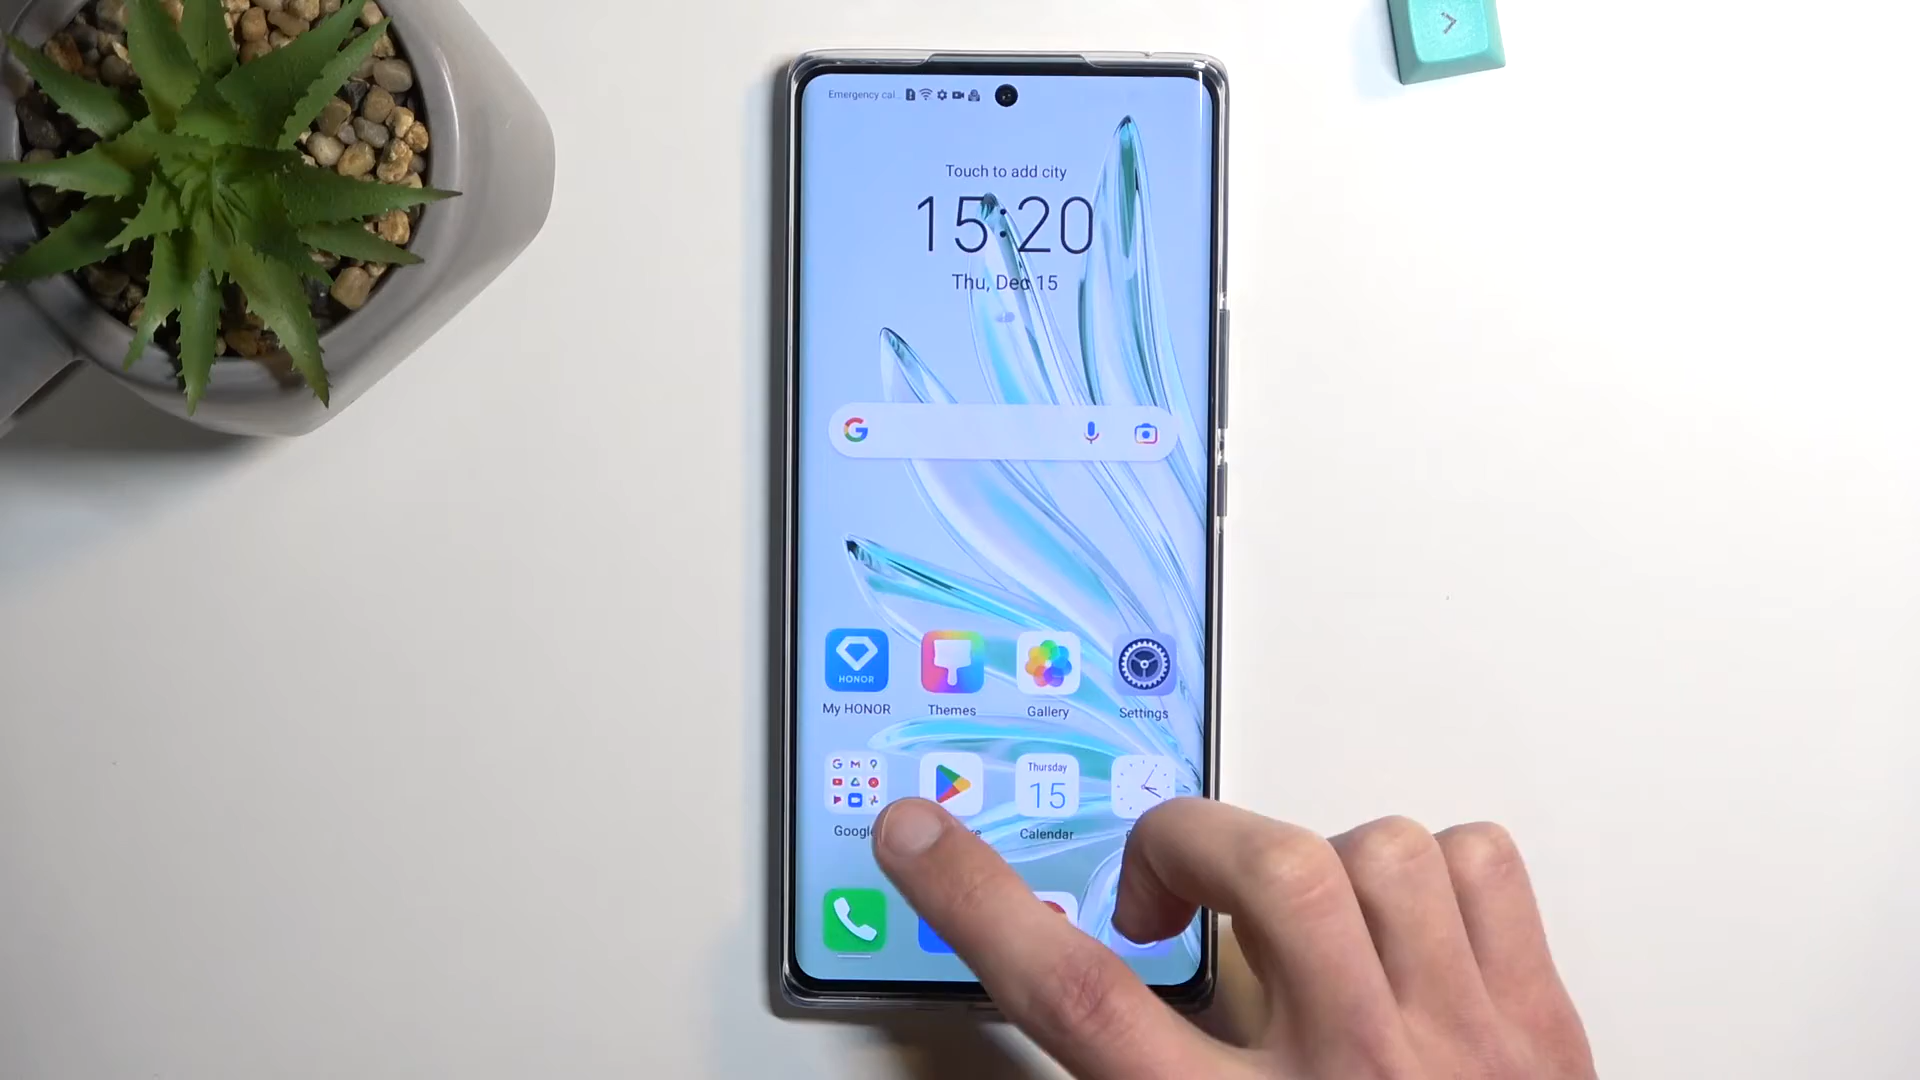 >
Emergency cal...
Touch to add city
15:20
Thu, Dec 15
G
HONOR
My HONOR
Themes
Gallery
Settings
Thursday
15
Google
Calendar